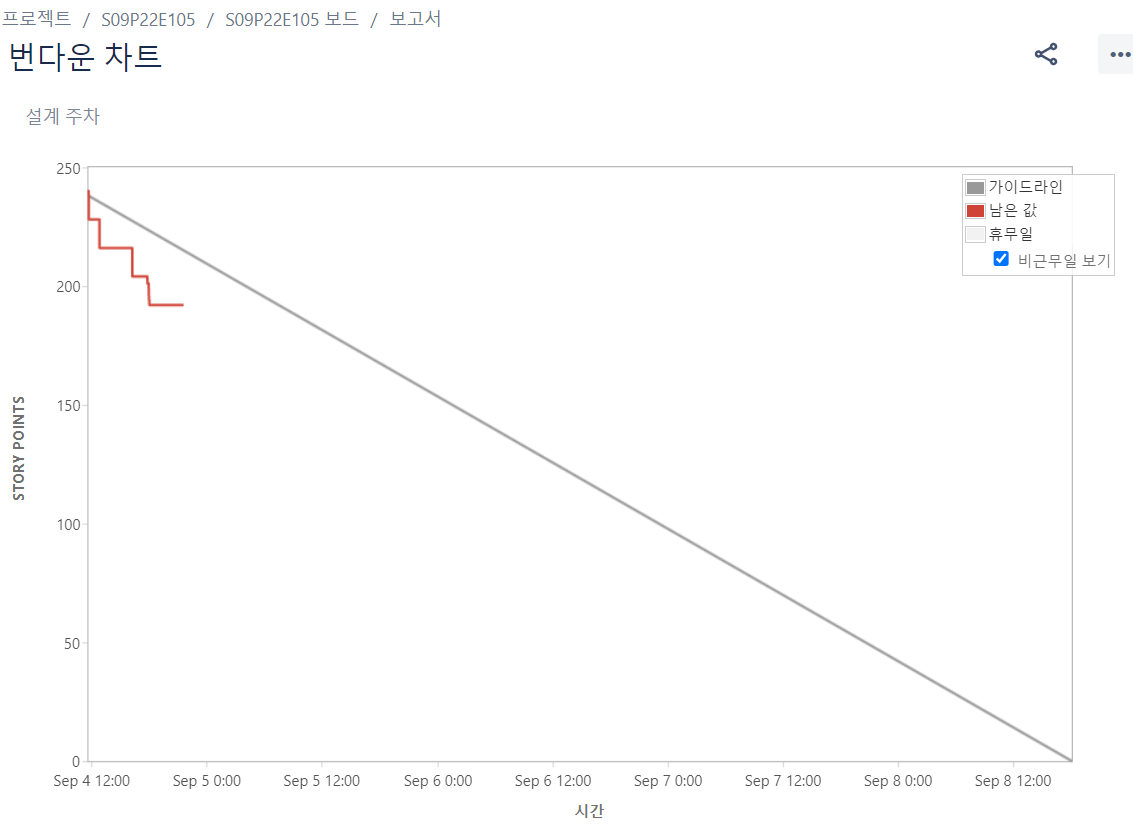 프로젝트 / S09P22E105 / S09P22E105 보드 / 보고서
번다운 차트
설계 주차
250
200
150
100
50
0
STORY POINTS
가이드라인
남은 값
휴무일
비근무일 보기
Sep 4 12:00 Sep 5 0:00 Sep 5 12:00 Sep 6 0:00 Sep 6 12:00 Sep 7 0:00 Sep 7 12:00 Sep 8 0:00 Sep 8 12:00
시간